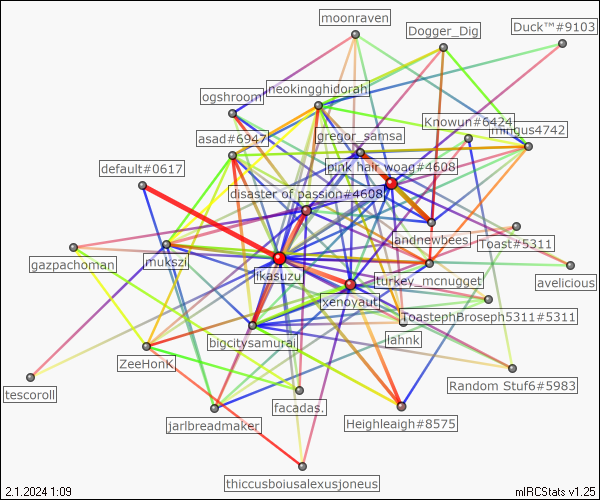 moonraven
Dogger_Dig
Duck™#9103
neokingghidorah
ogshroom
Knowun#6424
gregor_samsa
mingus4742
asad#6947
default#0617
pink hair woag#4608
disaster of passion#4608
andnewbees
Toast#5311
mukszi
gazpachoman
ikasuzu
turkey_mcnugget
avelicious
xenoyaut
ToastephBroseph5311#5311
bigcitysamurai
lahnk
ZeeHonK
Random Stuf6#5983
tescoroll
facadas.
jarlbreadmaker
Heighleaigh#8575
thiccusboiusalexusjoneus
2.1.2024 1:09
mIRCStats v1.25